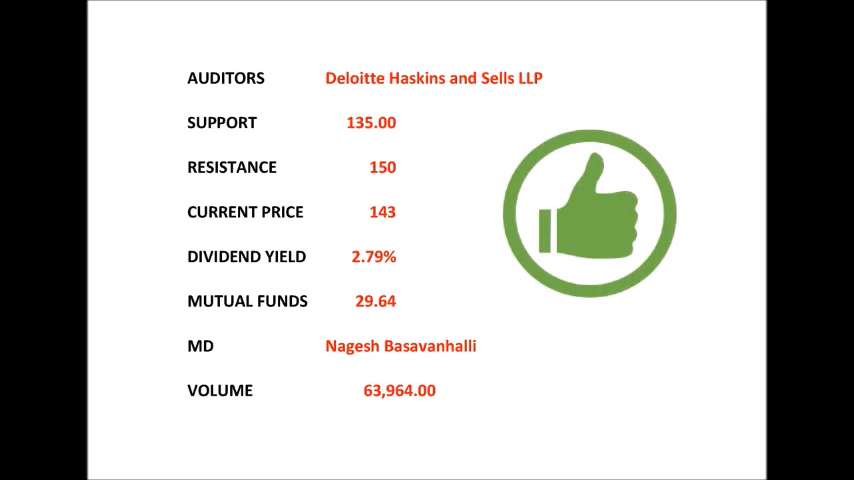 AUDITORS Deloitte Haskins and Sells LLP
SUPPORT 135.00
RESISTANCE 150
CURRENT PRICE 143
DIVIDEND YIELD 2.79%
MUTUAL FUNDS 29.64
MD Nagesh Basavanhalli
VOLUME 63,964.00